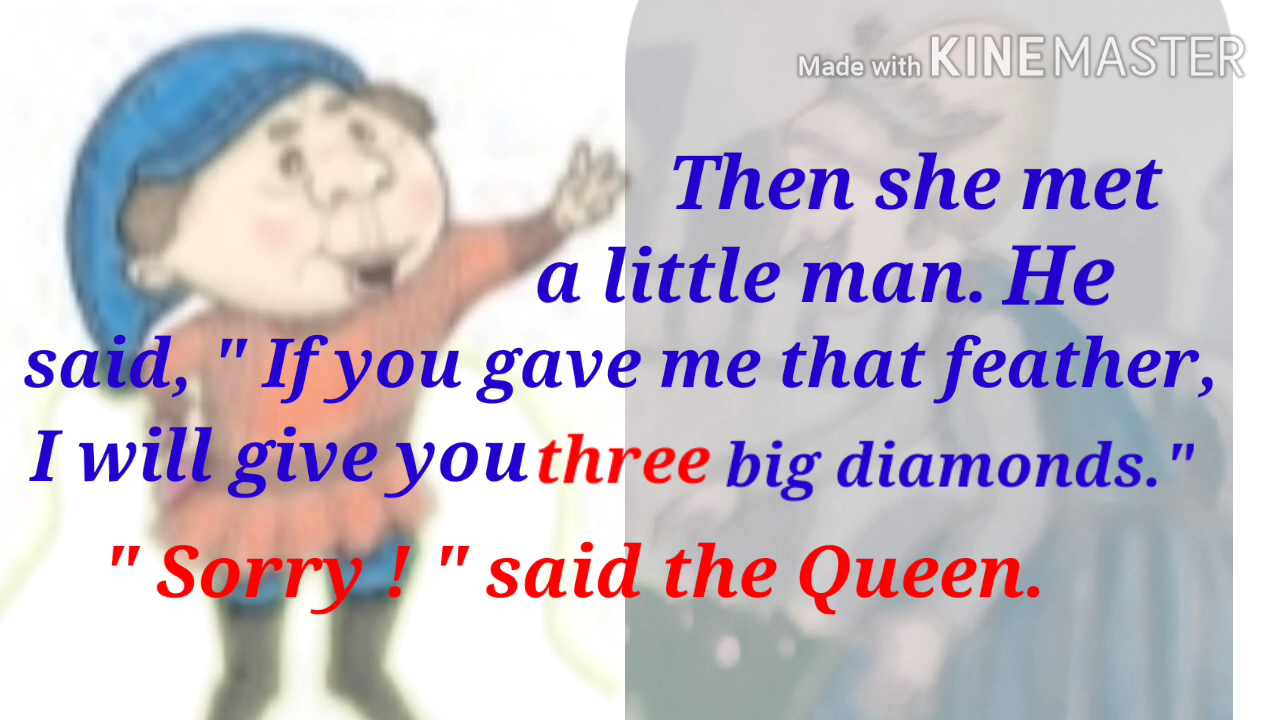 Made with KINEMASTER
Then she met
a little man. He
said, " If you gave me that feather,
I will give you three big diamonds."
" Sorry ! " said the Queen.